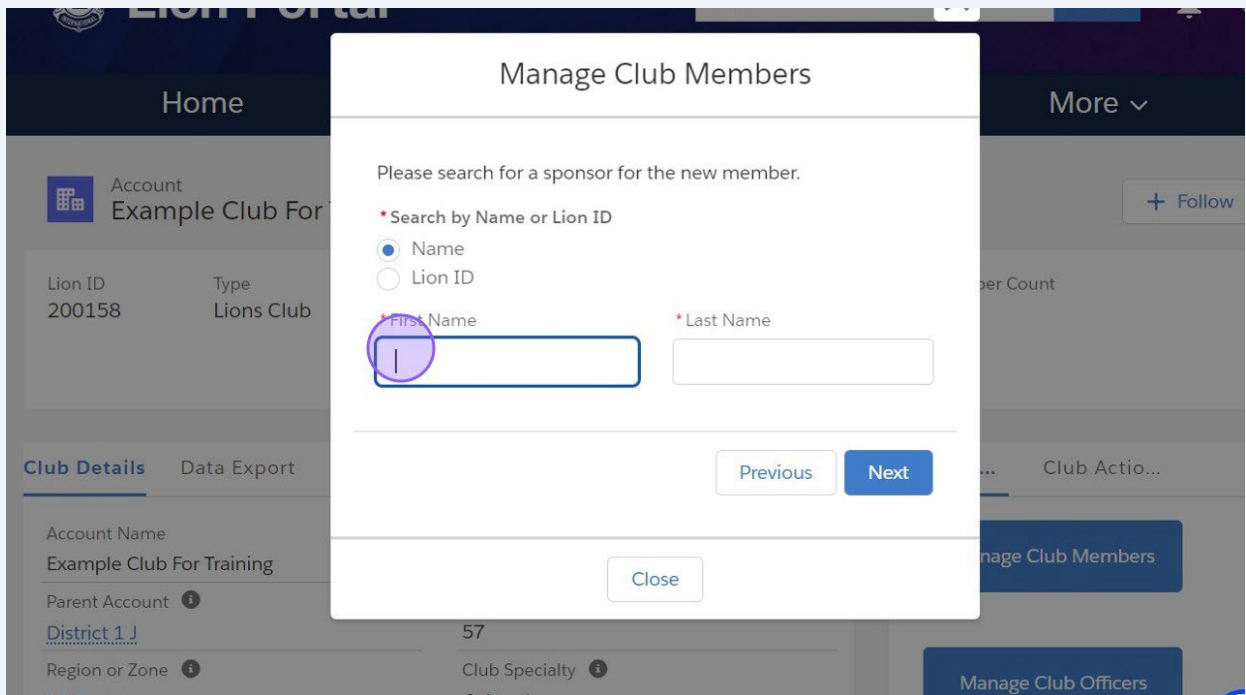 Lion Portal
Manage Club Members
Home
More
Please search for a sponsor for the new member.
Account
Example Club For
+ Follow
*Search by Name or Lion ID
Name
Lion ID
Lion ID
Type
200158
Lions Club
ber Count
*First Name
*Last Name
Club Details
Data Export
Previous
Next
...
Club Actio...
Account Name
Example Club For Training
nage Club Members
Close
Parent Account
District 1 J
57
Region or Zone
Club Specialty
Manage Club Officers